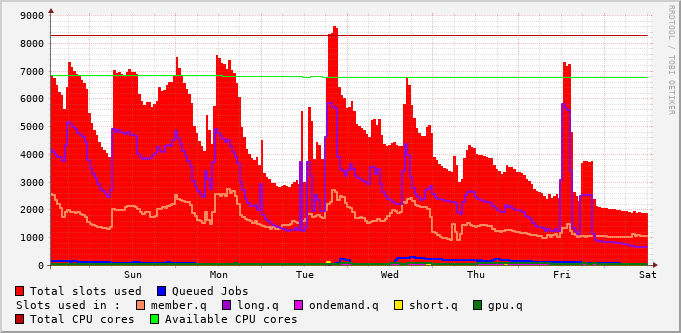 9000
8000
7000
6000
5000
4000
3000
2000
1000
0
Sun Mon Tue Wed Thu Fri Sat
RRDTOOL / TOBI OETIKER
Total slots used Queued Jobs
Slots used in : member.q long.q ondemand.q short.q gpu.q
Total CPU cores Available CPU cores